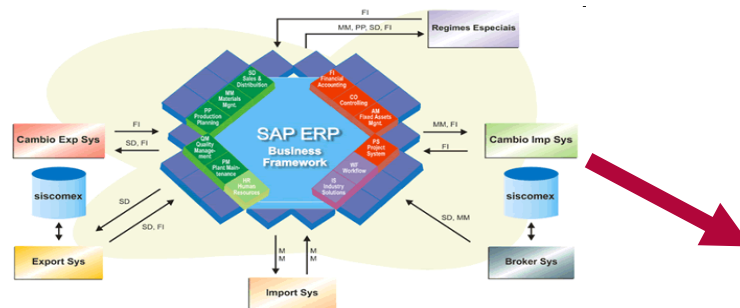 FI
MM, PP, SD, FI
Regimes Especiais
SD
Sales &
Distribution
MM
Materials
Mgmt.
PP
Production
Planning
QM
Quality
Manage-
ment
PM
Plant Main-
tenance
HR
Human
Resources
FI
Financial
Accounting
CO
Controlling
AM
Fixed Assets
Mgmt.
PS
Project
System
WF
Workflow
IS
Industry
Solutions
SAP ERP
Business
Framework
Cambio Exp Sys
FI
SD, FI
MM, FI
FI
Cambio Imp Sys
siscomex
siscomex
SD
SD, FI
SD, MM
Export Sys
MM
MM
Import Sys
Broker Sys